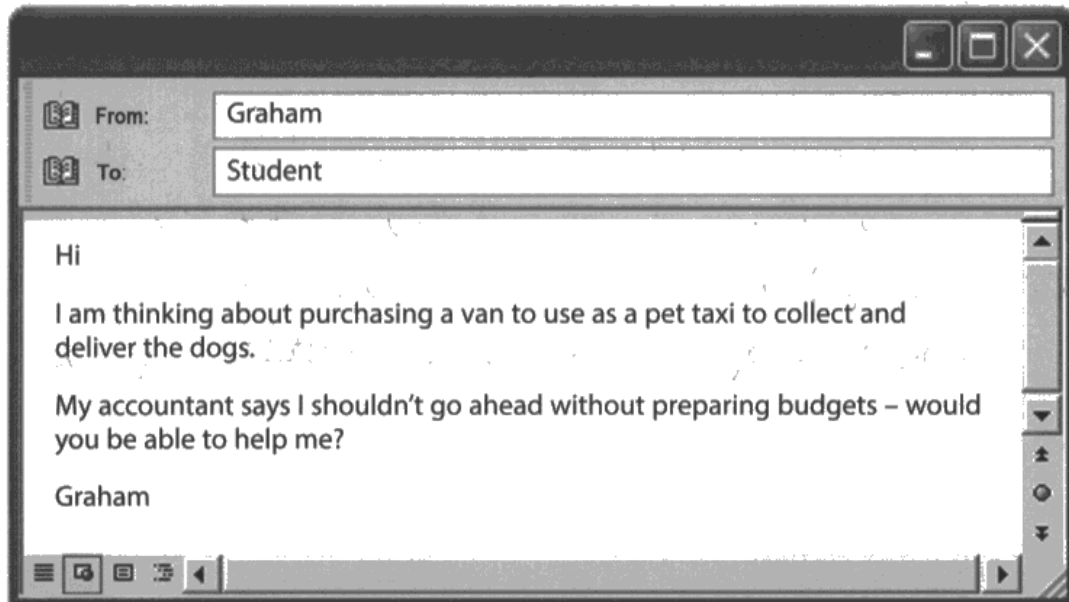 From:
Graham
To:
Student
Hi
I am thinking about purchasing a van to use as a pet taxi to collect and
deliver the dogs.
My accountant says I shouldn't go ahead without preparing budgets – would
you be able to help me?
Graham